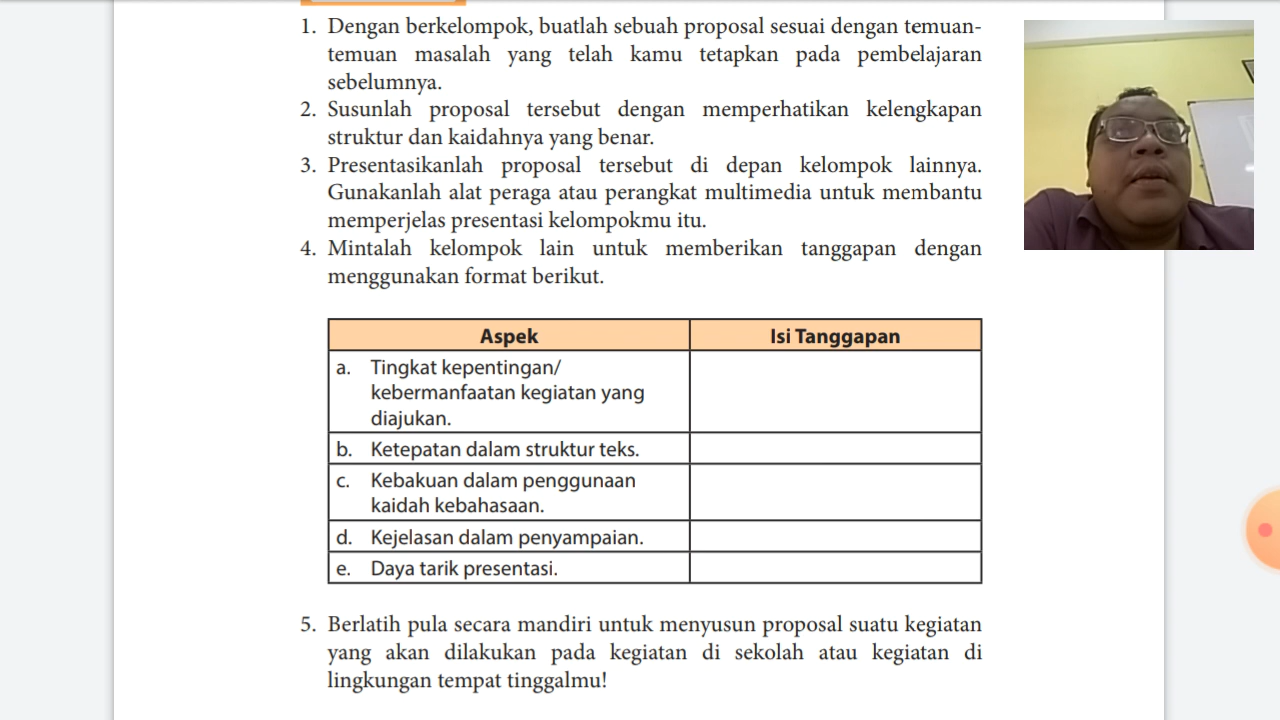 1. Dengan berkelompok, buatlah sebuah proposal sesuai dengan temuan-
temuan masalah yang telah kamu tetapkan pada pembelajaran
sebelumnya.
2. Susunlah proposal tersebut dengan memperhatikan kelengkapan
struktur dan kaidahnya yang benar.
3. Presentasikanlah proposal tersebut di depan kelompok lainnya.
Gunakanlah alat peraga atau perangkat multimedia untuk membantu
memperjelas presentasi kelompokmu itu.
4. Mintalah kelompok lain untuk memberikan tanggapan dengan
menggunakan format berikut.
Aspek Isi Tanggapan
a. Tingkat kepentingan/
kebermanfaatan kegiatan yang
diajukan.
b. Ketepatan dalam struktur teks.
c. Kebakuan dalam penggunaan
kaidah kebahasaan.
d. Kejelasan dalam penyampaian.
e. Daya tarik presentasi.
5. Berlatih pula secara mandiri untuk menyusun proposal suatu kegiatan
yang akan dilakukan pada kegiatan di sekolah atau kegiatan di
lingkungan tempat tinggalmu!